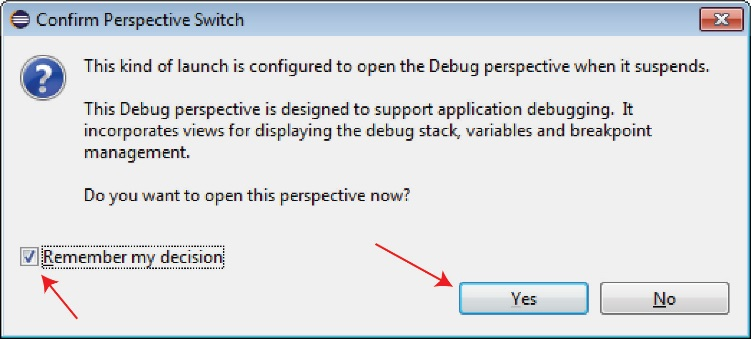 Confirm Perspective Switch
This kind of launch is configured to open the Debug perspective when it suspends.
This Debug perspective is designed to support application debugging.  It
incorporates views for displaying the debug stack, variables and breakpoint
management.
Do you want to open this perspective now?
Remember my decision
Yes No